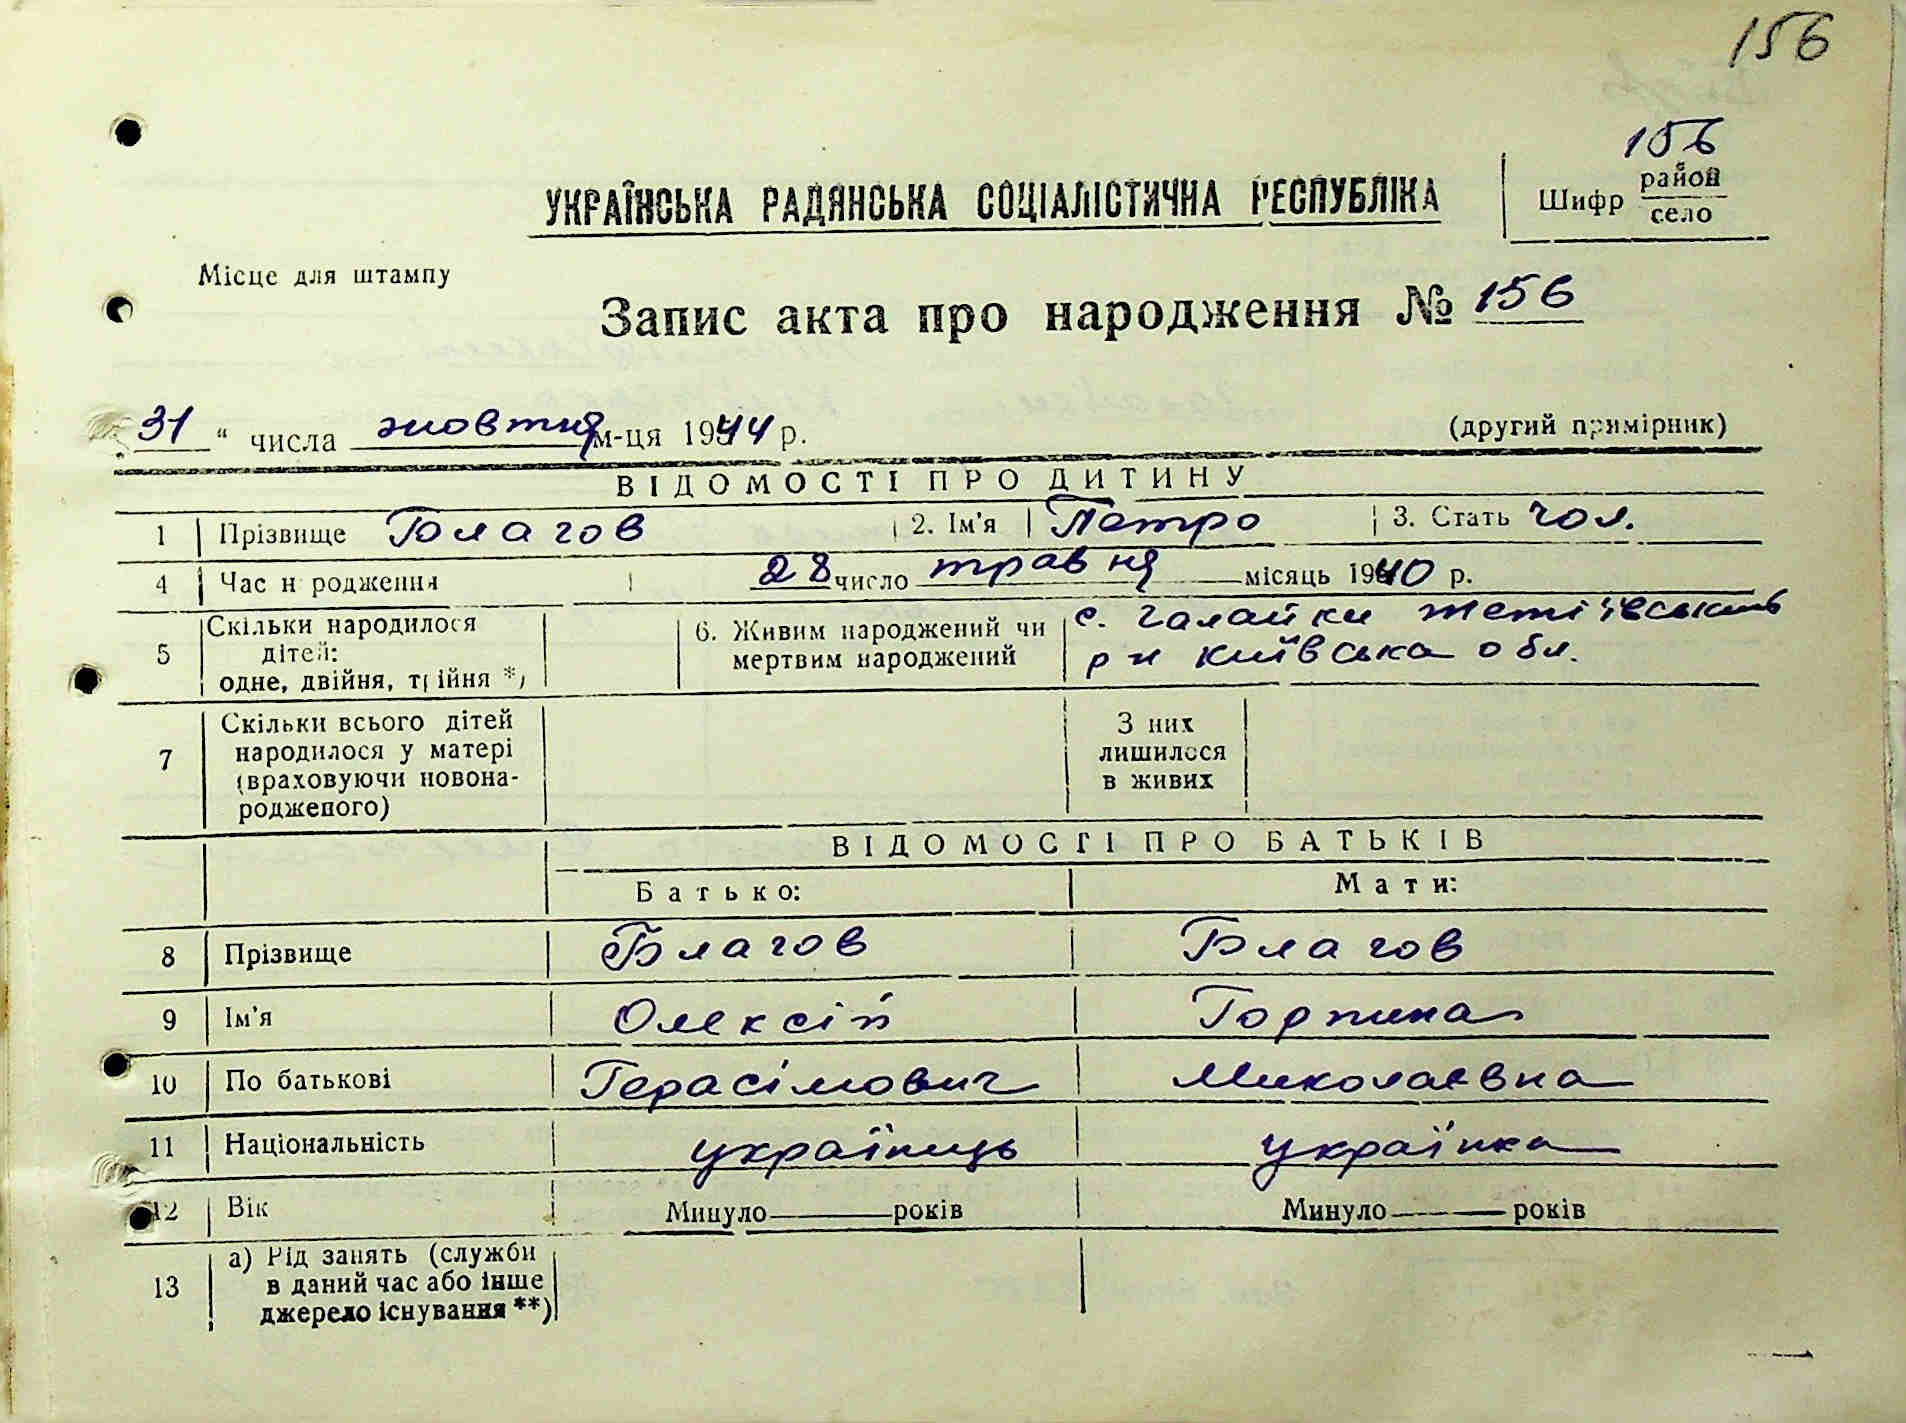 156
156
УКРАЇНСЬКА РАДЯНСЬКА СОЦІАЛІСТИЧНА РЕСПУБЛІКА
Шифр район
село
Місце для штампу
Запис акта про народження № 156
31 " числа жовтня м-ця 1944 р. (другий примірник)
ВІДОМОСТІ ПРО ДИТИНУ
1 Прізвище Благов 2. Ім'я Петро 3. Стать чол.
4 Час н родження 28 число травня місяць 1940 р.
5 Скільки народилося дітей: одне, двійня, трійня *)
6. Живим народжений чи мертвим народжений
с. Галайки Тетіївський
р н Київська обл.
7 Скільки всього дітей народилося у матері (враховуючи новонародженого)
З них лишилося в живих
ВІДОМОСТІ ПРО БАТЬКІВ
Батько: Мати:
8 Прізвище Благов Благов
9 Ім'я Олексій Горпина
10 По батькові Герасімович Миколаєвна
11 Національність українець українка
12 Вік Минуло років Минуло років
13 а) Рід занять (служби
в даний час або інше
джерело існування **)